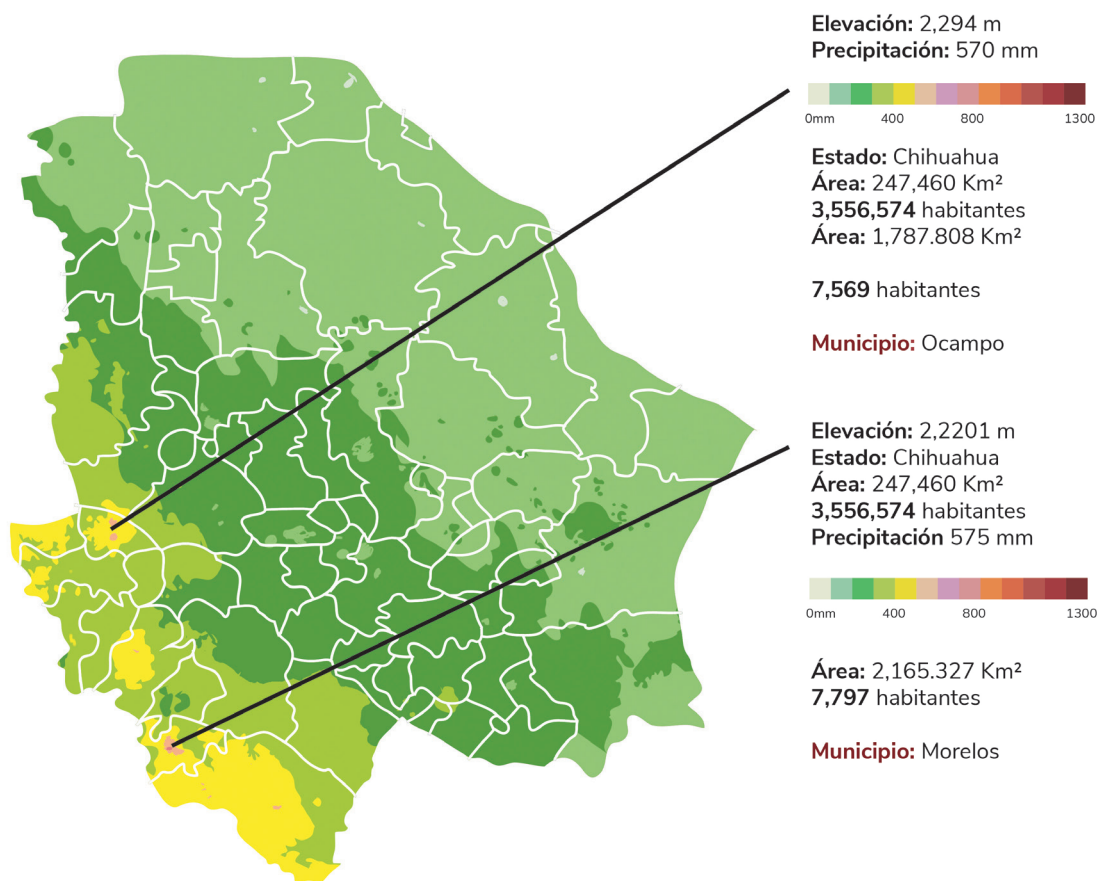 Elevación: 2,294 m
Precipitación: 570 mm
0mm 400 800 1300
Estado: Chihuahua
Área: 247,460 Km²
3,556,574 habitantes
Área: 1,787.808 Km²
7,569 habitantes
Municipio: Ocampo
Elevación: 2,2201 m
Estado: Chihuahua
Área: 247,460 Km²
3,556,574 habitantes
Precipitación 575 mm
0mm 400 800 1300
Área: 2,165.327 Km²
7,797 habitantes
Municipio: Morelos